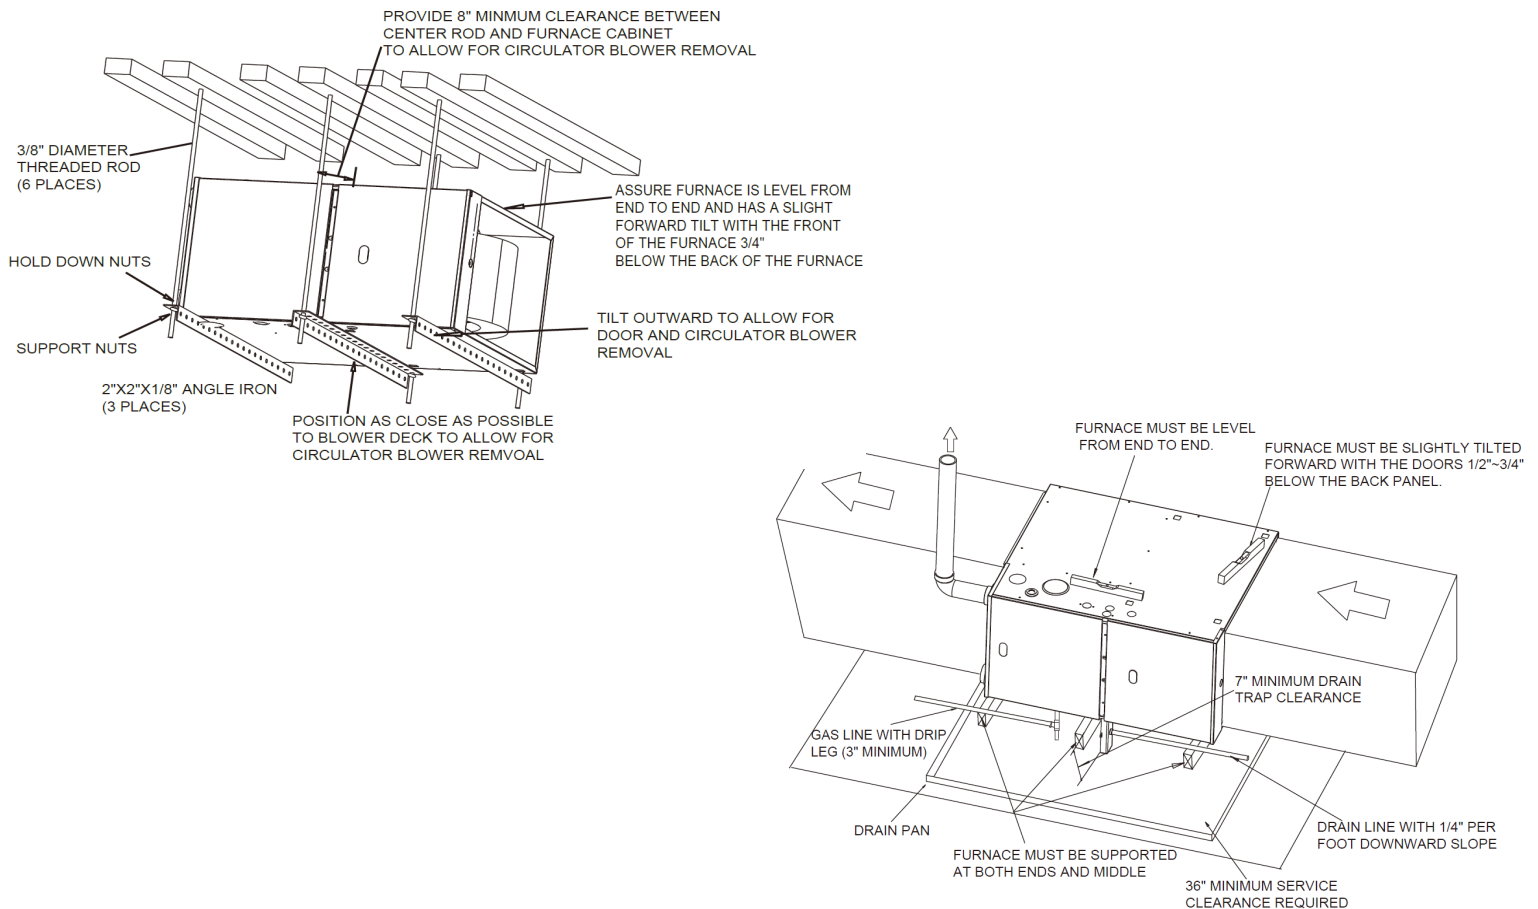 PROVIDE 8" MINMUM CLEARANCE BETWEEN
CENTER ROD AND FURNACE CABINET
TO ALLOW FOR CIRCULATOR BLOWER REMOVAL
3/8" DIAMETER
THREADED ROD
(6 PLACES)
ASSURE FURNACE IS LEVEL FROM
END TO END AND HAS A SLIGHT
FORWARD TILT WITH THE FRONT
OF THE FURNACE 3/4"
BELOW THE BACK OF THE FURNACE
HOLD DOWN NUTS
SUPPORT NUTS
TILT OUTWARD TO ALLOW FOR
DOOR AND CIRCULATOR BLOWER
REMOVAL
2"X2"X1/8" ANGLE IRON
(3 PLACES)
POSITION AS CLOSE AS POSSIBLE
TO BLOWER DECK TO ALLOW FOR
CIRCULATOR BLOWER REMVOAL
FURNACE MUST BE LEVEL
FROM END TO END.
FURNACE MUST BE SLIGHTLY TILTED
FORWARD WITH THE DOORS 1/2"~3/4"
BELOW THE BACK PANEL.
7" MINIMUM DRAIN
TRAP CLEARANCE
GAS LINE WITH DRIP
LEG (3" MINIMUM)
DRAIN PAN
DRAIN LINE WITH 1/4" PER
FOOT DOWNWARD SLOPE
FURNACE MUST BE SUPPORTED
AT BOTH ENDS AND MIDDLE
36" MINIMUM SERVICE
CLEARANCE REQUIRED